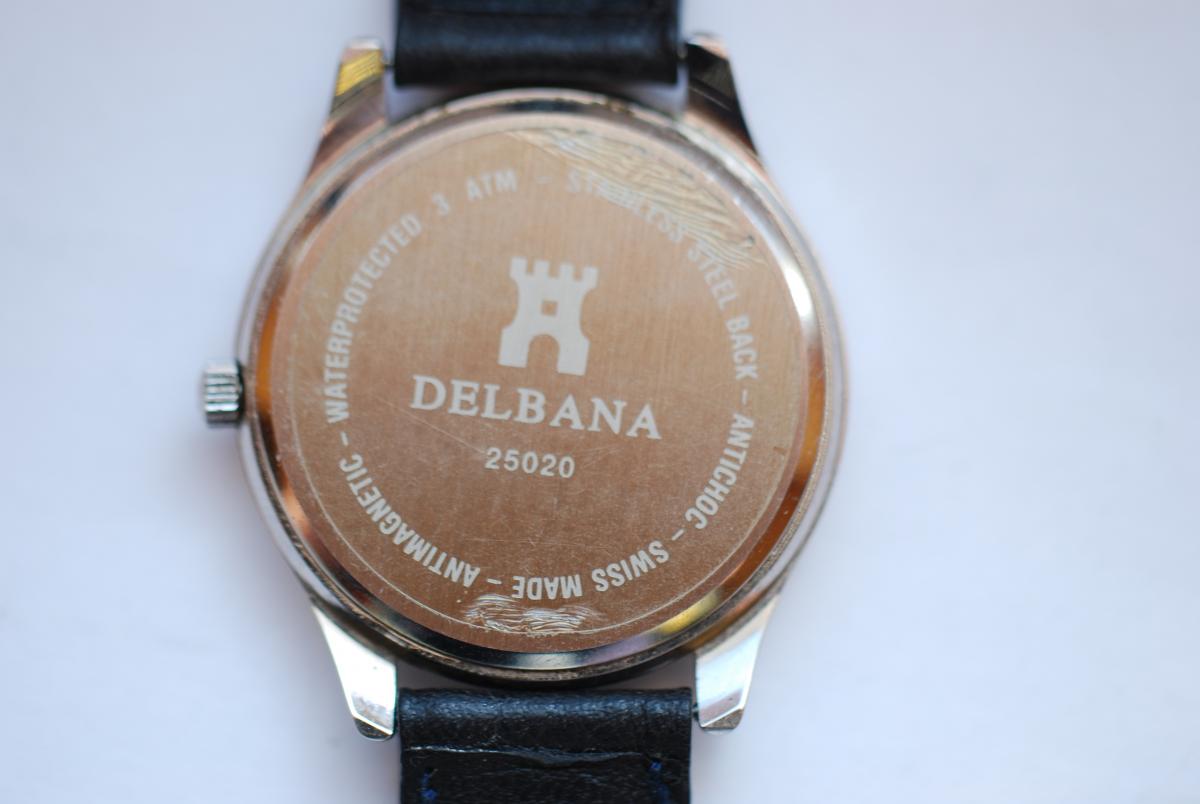 WATERPROTECTED 3 ATM - STAINLESS STEEL BACK - ANTICHOC - SWISS MADE - ANTIMAGNETIC -
DELBANA
25020